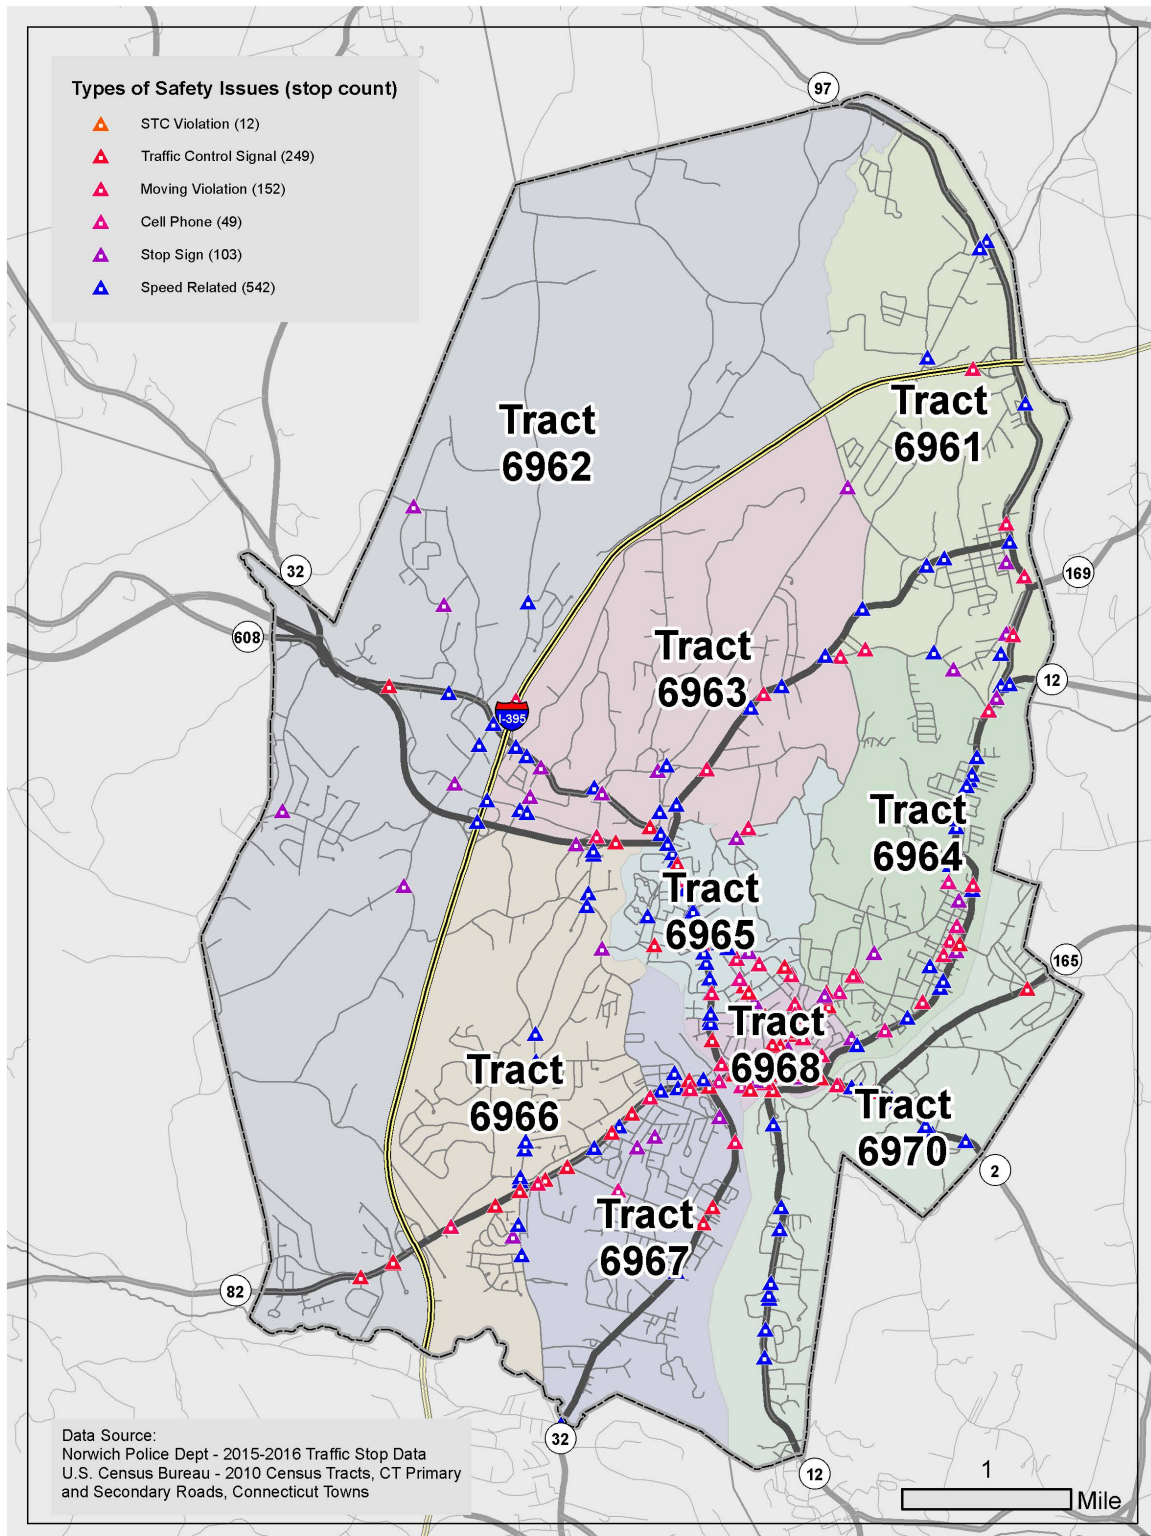 97
Types of Safety Issues (stop count)
STC Violation (12)
Traffic Control Signal (249)
Moving Violation (152)
Cell Phone (49)
Stop Sign (103)
Speed Related (542)
Tract
6961
Tract
6962
32
169
608
Tract
6963
12
I-395
Tract
6964
Tract
6965
165
Tract
6968
Tract
6966
Tract
6970
2
Tract
6967
82
Data Source:
Norwich Police Dept - 2015-2016 Traffic Stop Data
U.S. Census Bureau - 2010 Census Tracts, CT Primary
and Secondary Roads, Connecticut Towns
32
12
1
Mile